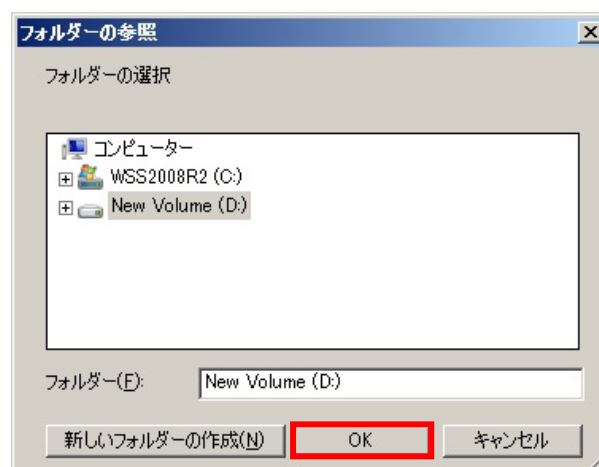 フォルダーの参照
フォルダーの選択
コンピューター
WSS2008R2 (C:)
New Volume (D:)
フォルダー(F): New Volume (D:)
新しいフォルダーの作成(N) OK キャンセル